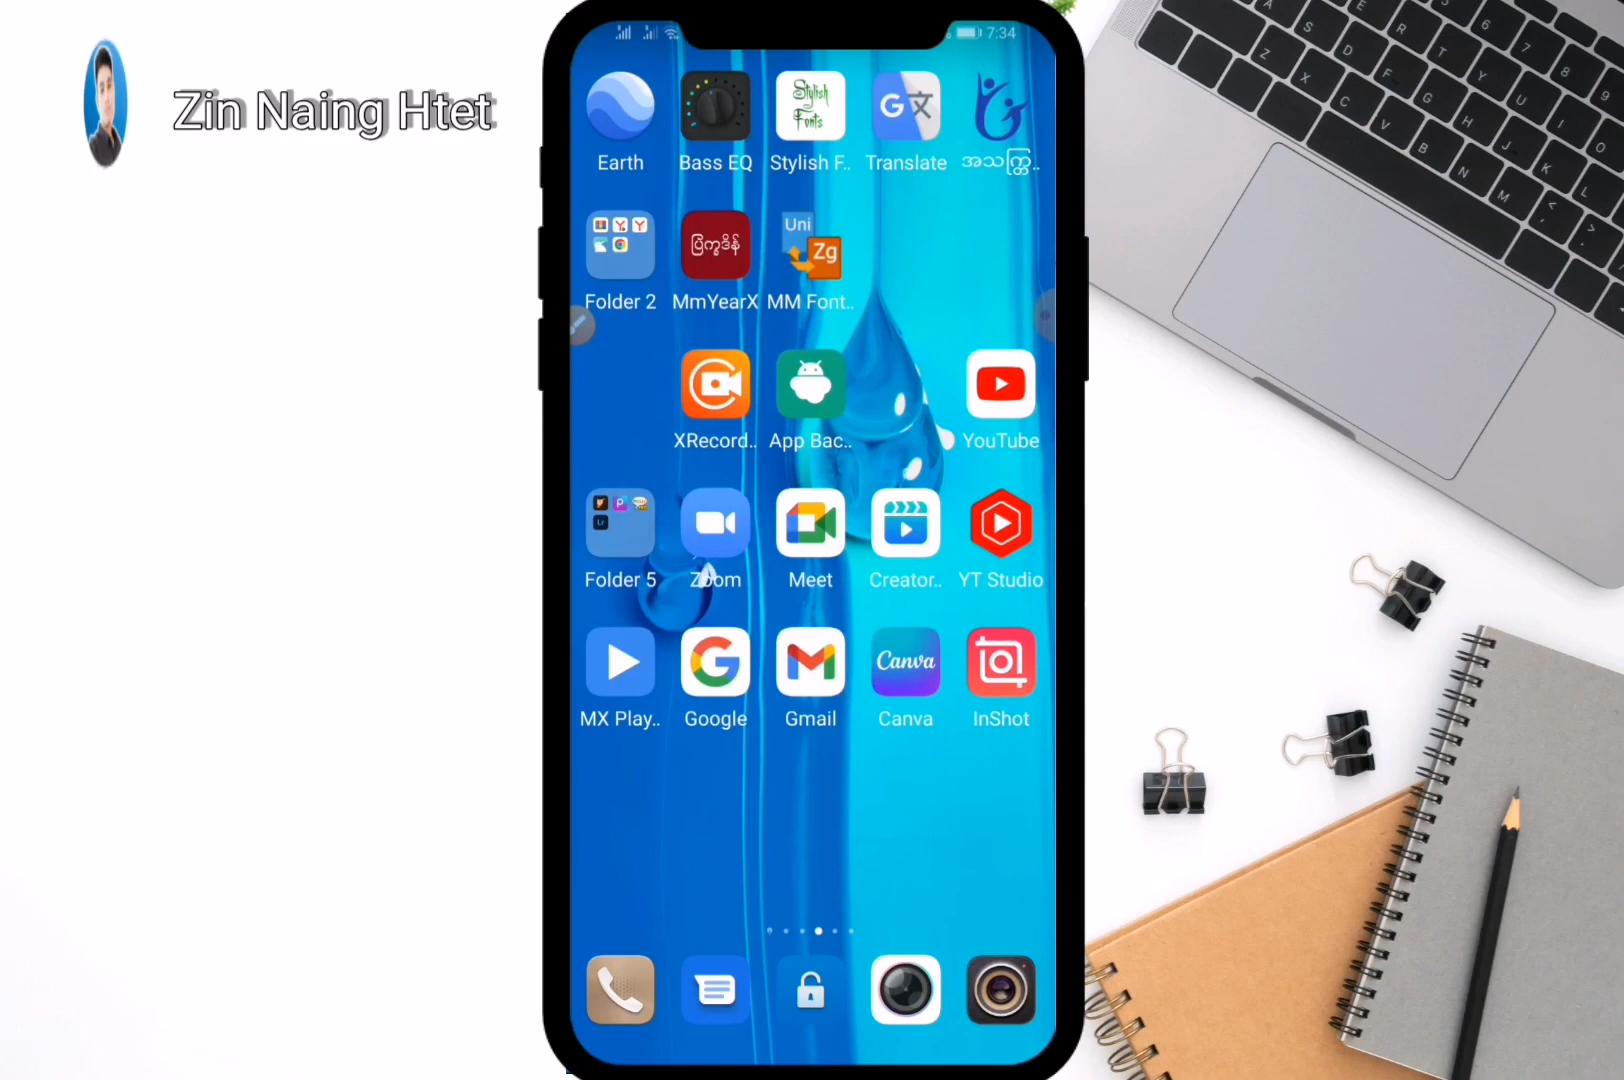 Zin Naing Htet
7:34
Earth
Bass EQ
Stylish Fonts
Stylish F..
Translate
Folder 2
ပြက္ခဒိန်
MmYearX
Uni
Zg
MM Font..
XRecord..
App Bac..
YouTube
Folder 5
Zoom
Meet
Creator..
YT Studio
MX Play..
Google
Gmail
Canva
Canva
InShot